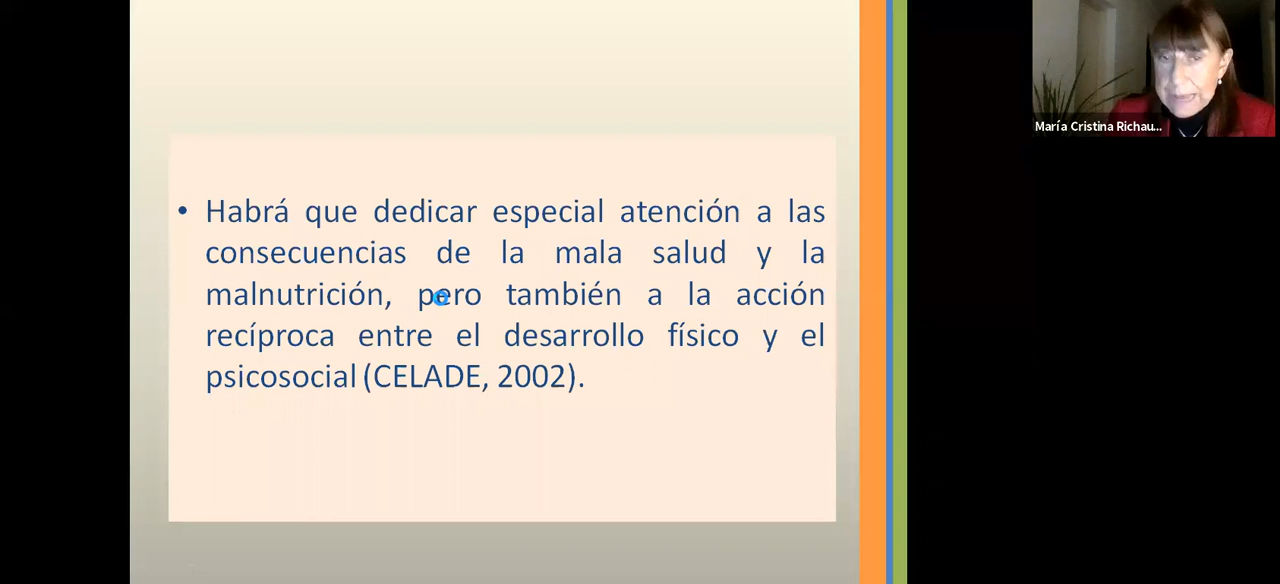 • Habrá que dedicar especial atención a las
consecuencias de la mala salud y la
malnutrición, pero también a la acción
recíproca entre el desarrollo físico y el
psicosocial (CELADE, 2002).
María Cristina Richau...